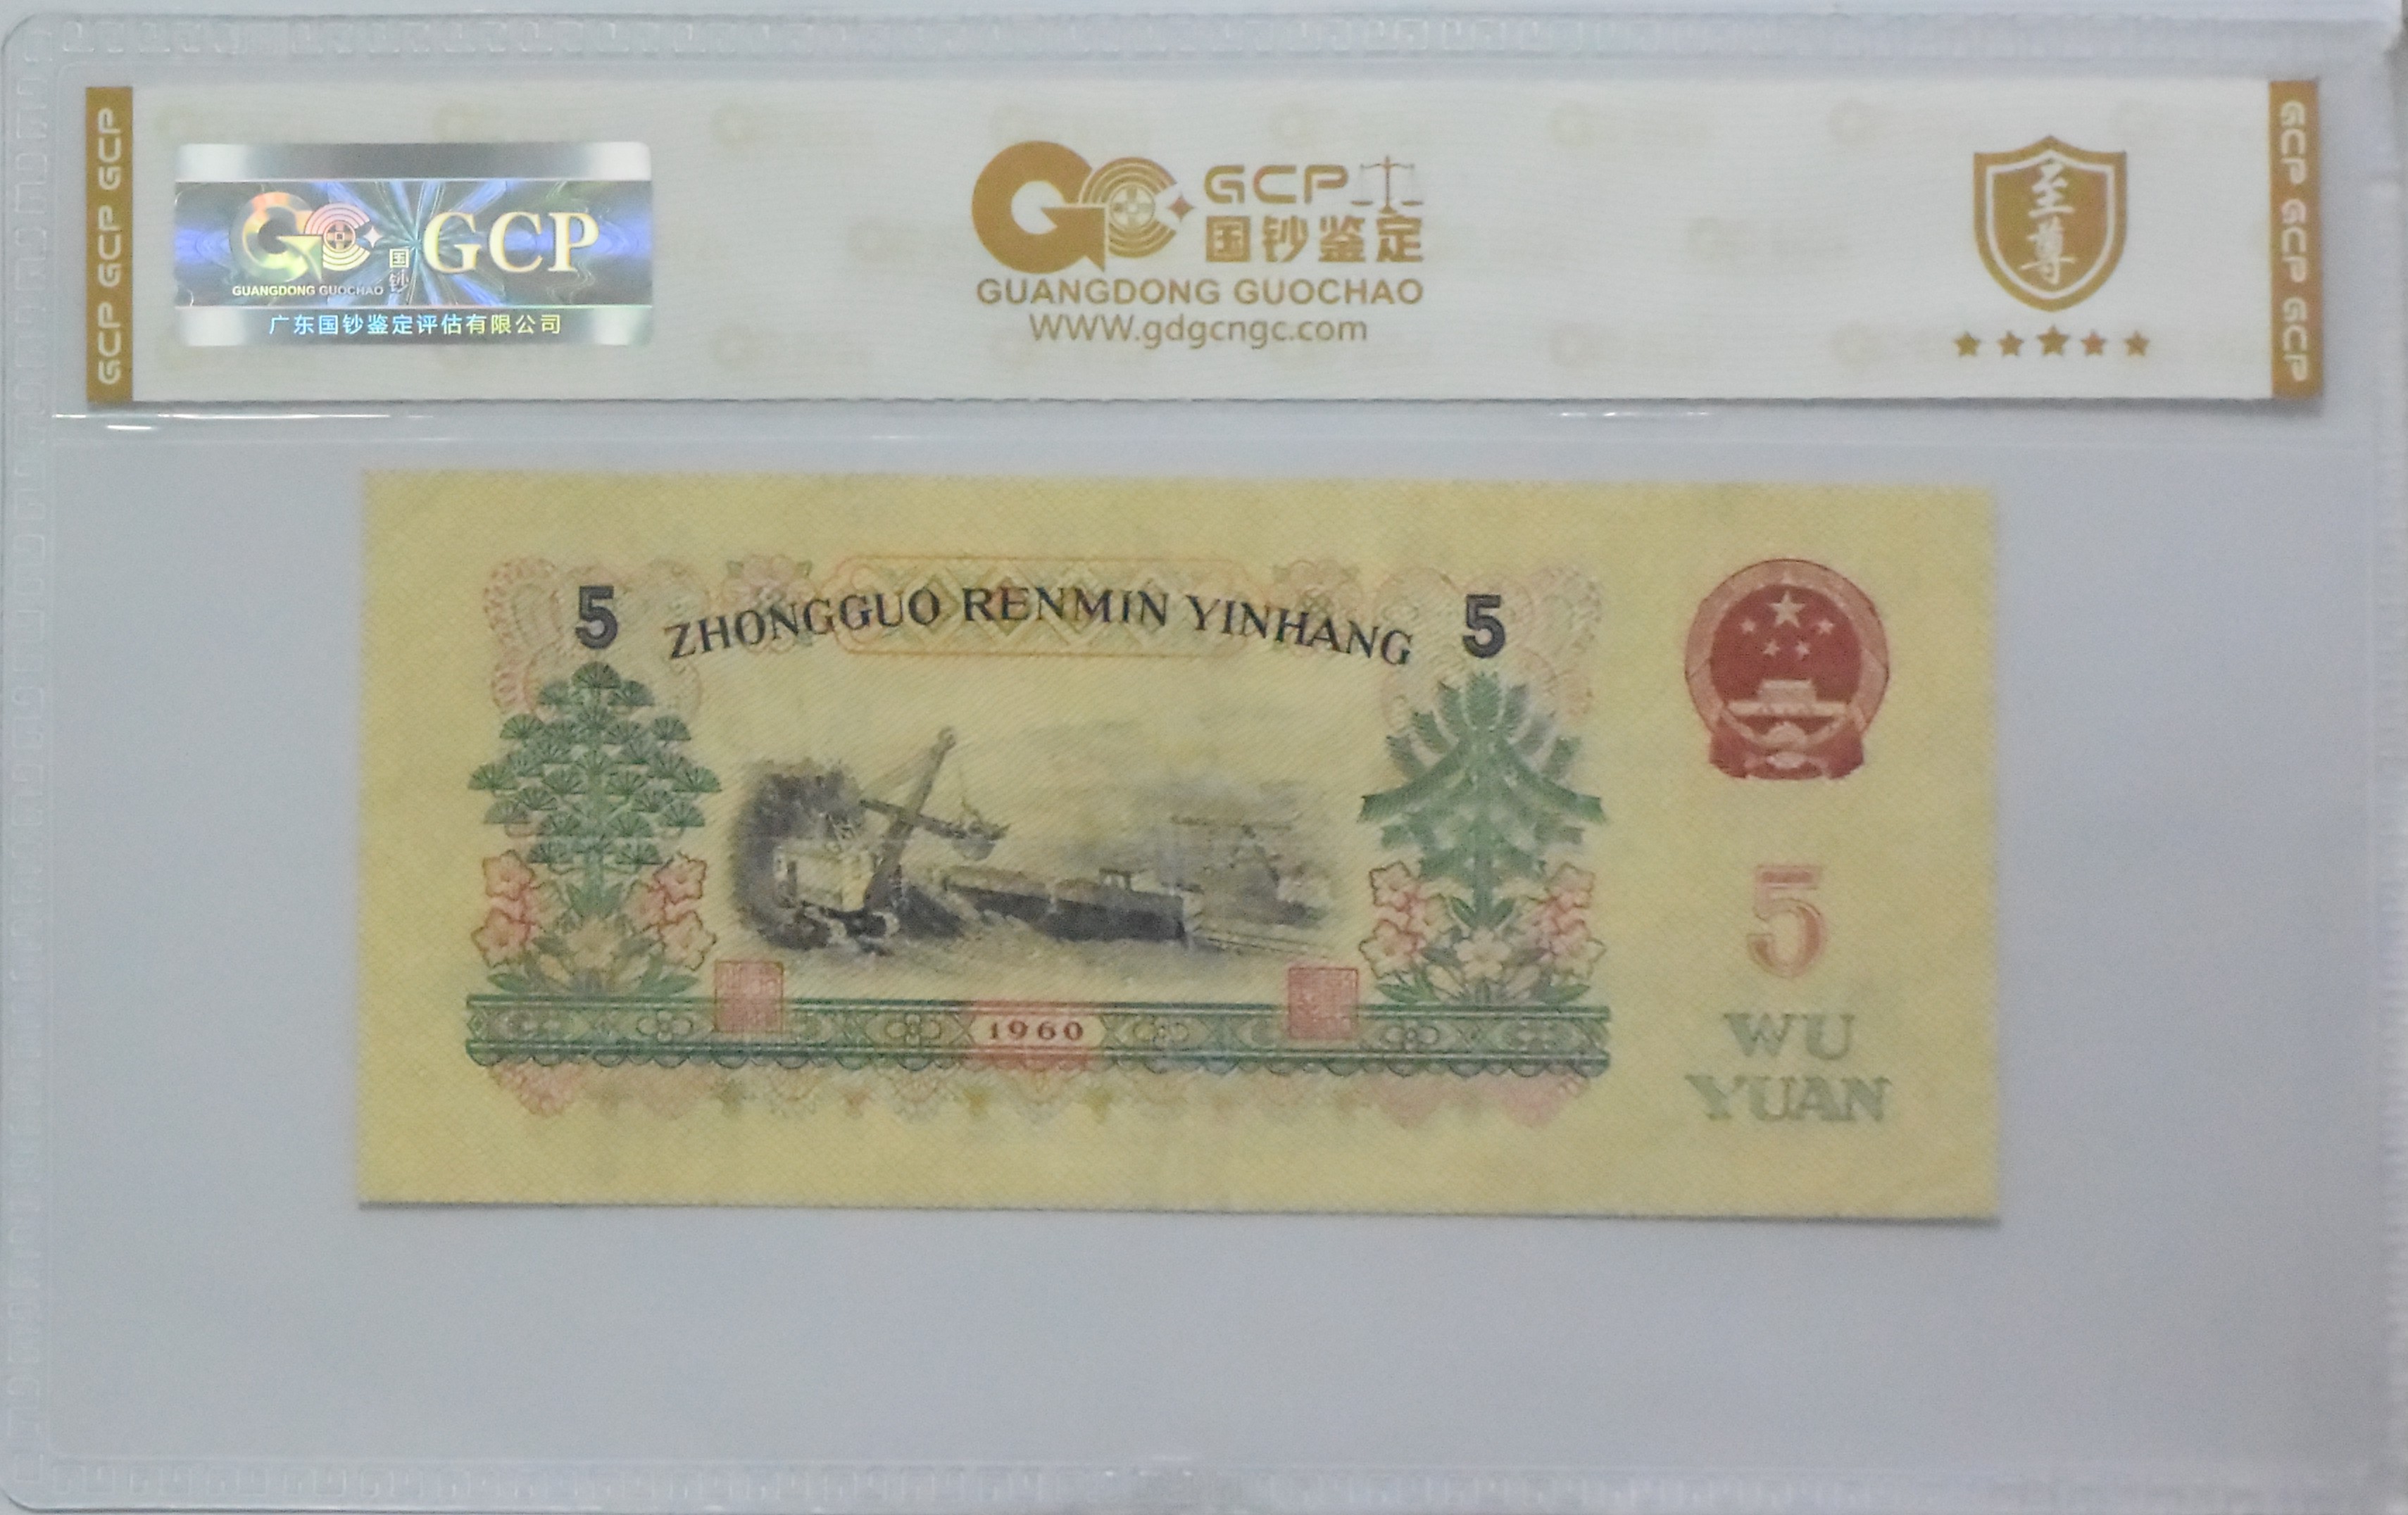 GCP GCP GCP
国钞
GCP
GUANGDONG GUOCHAO
广东国钞鉴定评估有限公司
GCP
国钞鉴定
GUANGDONG GUOCHAO
WWW.gdgcngc.com
至尊
GCP GCP GCP
5 ZHONGGUO RENMIN YINHANG 5
1960
5
WU
YUAN